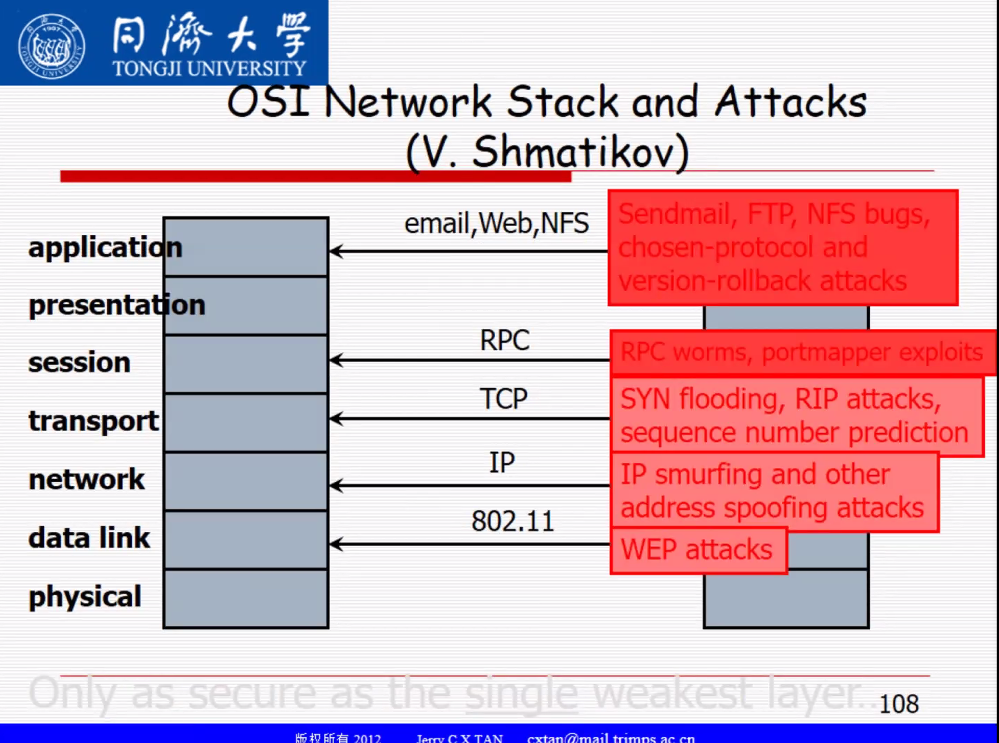 同濟大學
TONGJI UNIVERSITY
OSI Network Stack and Attacks
(V. Shmatikov)
application
presentation
session
transport
network
data link
physical
email,Web,NFS
RPC
TCP
IP
802.11
Sendmail, FTP, NFS bugs,
chosen-protocol and
version-rollback attacks
RPC worms, portmapper exploits
SYN flooding, RIP attacks,
sequence number prediction
IP smurfing and other
address spoofing attacks
WEP attacks
Only as secure as the single weakest layer..
108
版权所有 2012 Jerry C X TAN cxtan@mail.trimps.ac.cn